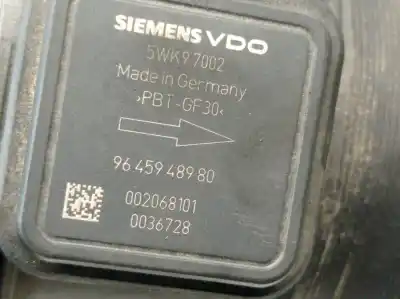 SIEMENS VDO
5WK9 7002
Made in Germany
>PBT-GF30<
96 459 489 80
002068101
0036728